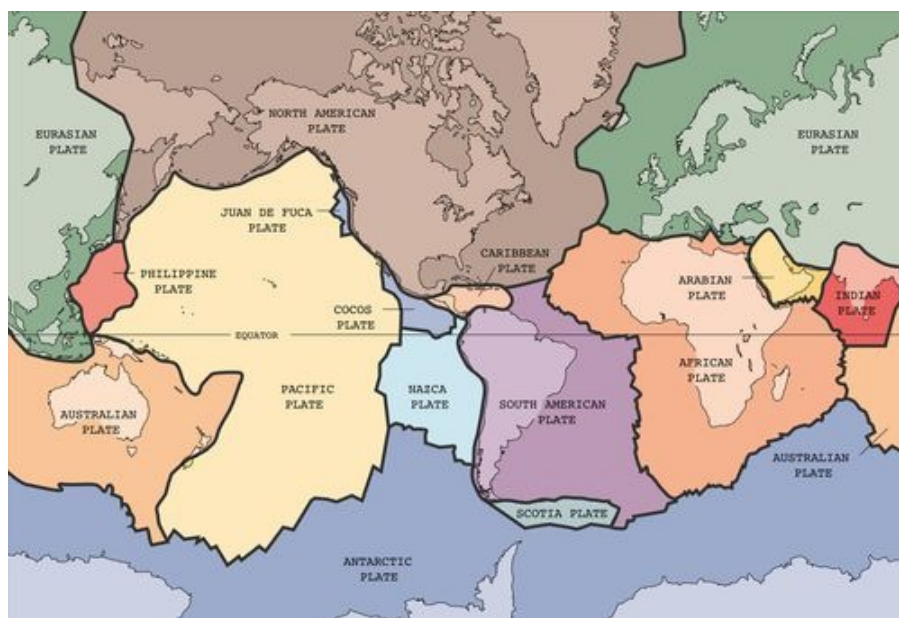 NORTH AMERICAN
PLATE
EURASIAN
PLATE
EURASIAN
PLATE
JUAN DE FUCA
PLATE
CARIBBEAN
PLATE
PHILIPPINE
PLATE
ARABIAN
PLATE
INDIAN
PLATE
COCOS
PLATE
EQUATOR
AFRICAN
PLATE
PACIFIC
PLATE
NAZCA
PLATE
SOUTH AMERICAN
PLATE
AUSTRALIAN
PLATE
AUSTRALIAN
PLATE
SCOTIA PLATE
ANTARCTIC
PLATE